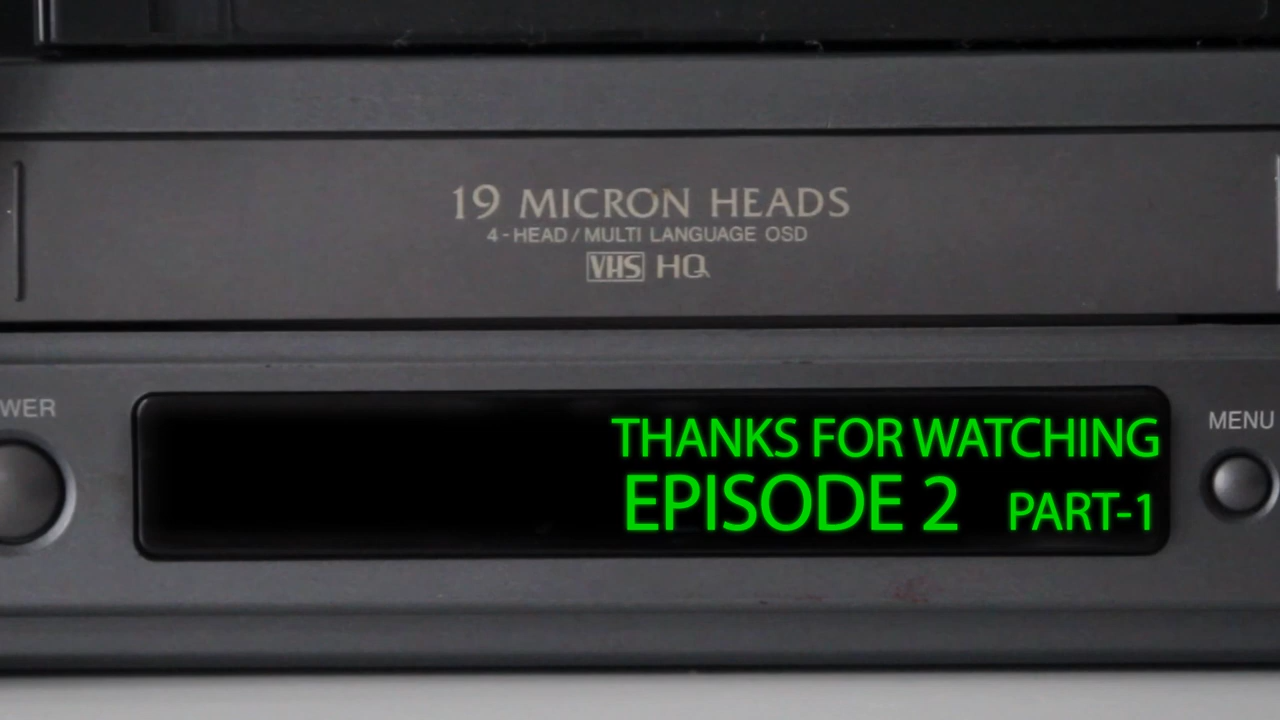 19 MICRON HEADS
4-HEAD/MULTI LANGUAGE OSD
VHS HQ
WER
MENU
THANKS FOR WATCHING
EPISODE 2 PART-1